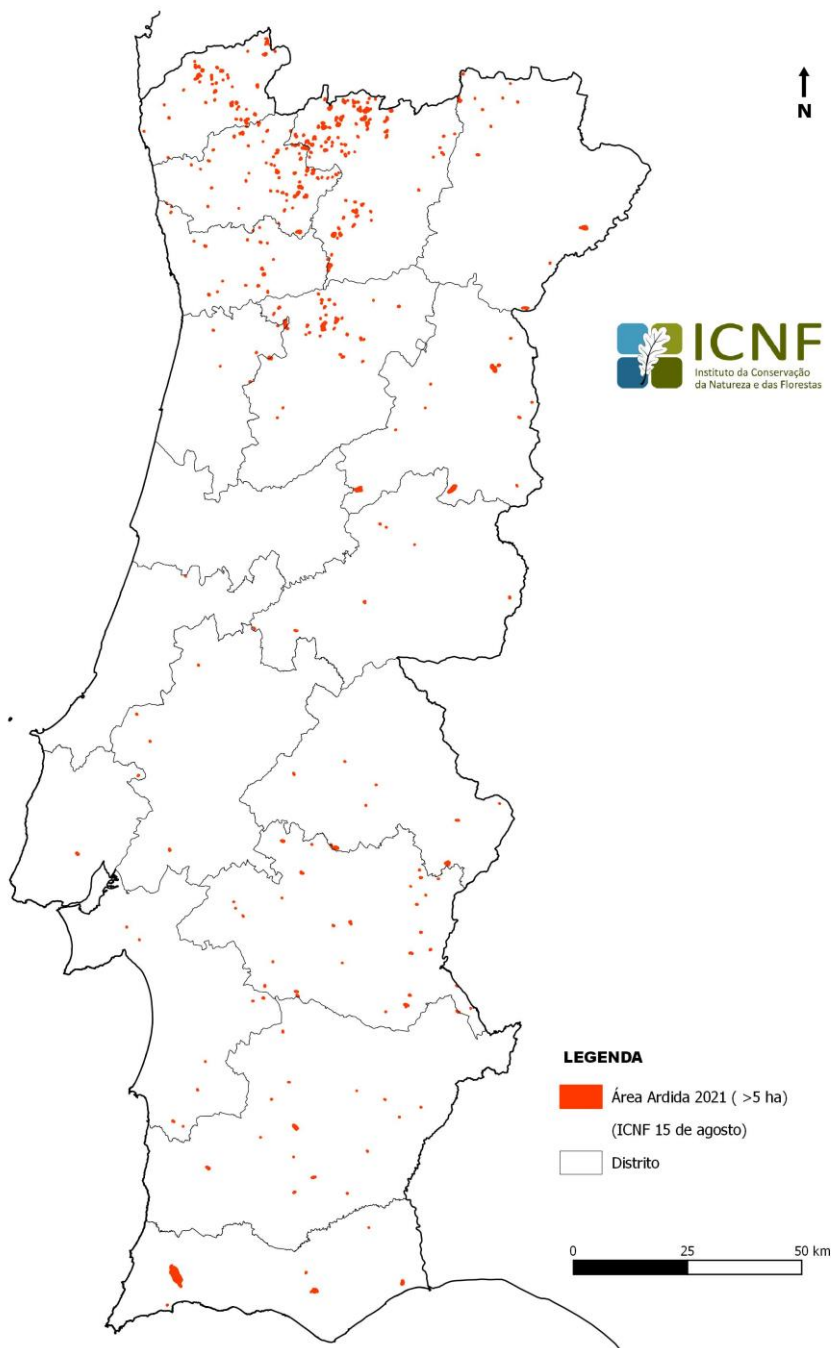 N
ICNF
Instituto da Conservação
da Natureza e das Florestas
LEGENDA
Área Ardida 2021 ( >5 ha)
(ICNF 15 de agosto)
Distrito
0 25 50 km